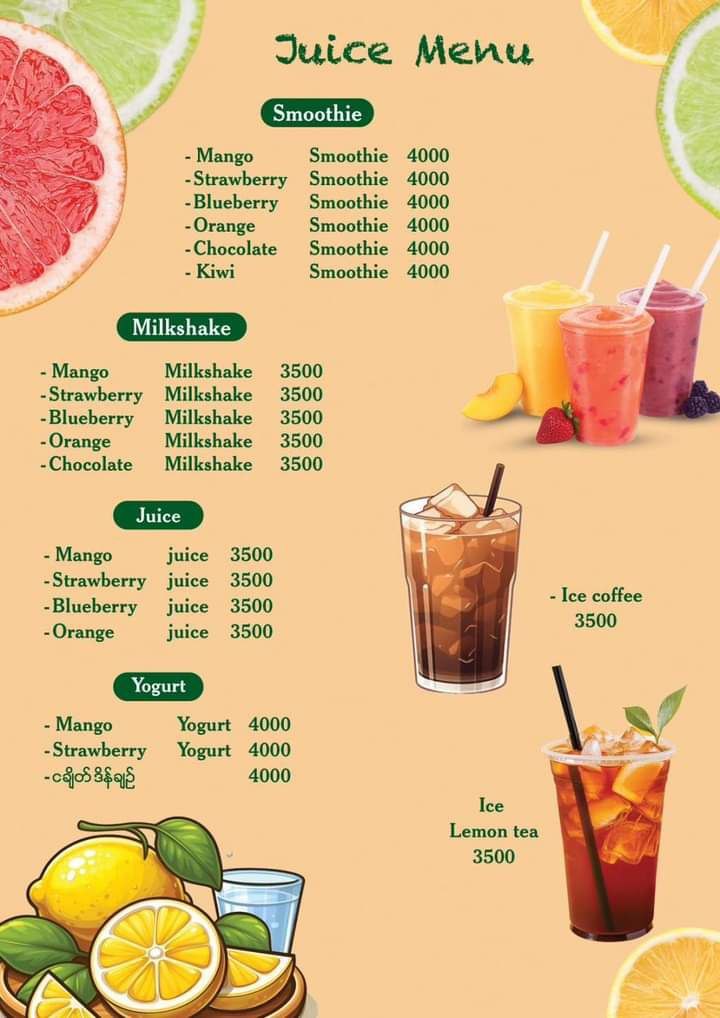 Juice Menu
Smoothie
- Mango Smoothie 4000
- Strawberry Smoothie 4000
- Blueberry Smoothie 4000
- Orange Smoothie 4000
- Chocolate Smoothie 4000
- Kiwi Smoothie 4000
Milkshake
- Mango Milkshake 3500
- Strawberry Milkshake 3500
- Blueberry Milkshake 3500
- Orange Milkshake 3500
- Chocolate Milkshake 3500
Juice
- Mango juice 3500
- Strawberry juice 3500
- Blueberry juice 3500
- Orange juice 3500
Yogurt
- Mango Yogurt 4000
- Strawberry Yogurt 4000
- ငချိတ်ဒိန်ချဉ် 4000
- Ice coffee
3500
Ice
Lemon tea
3500